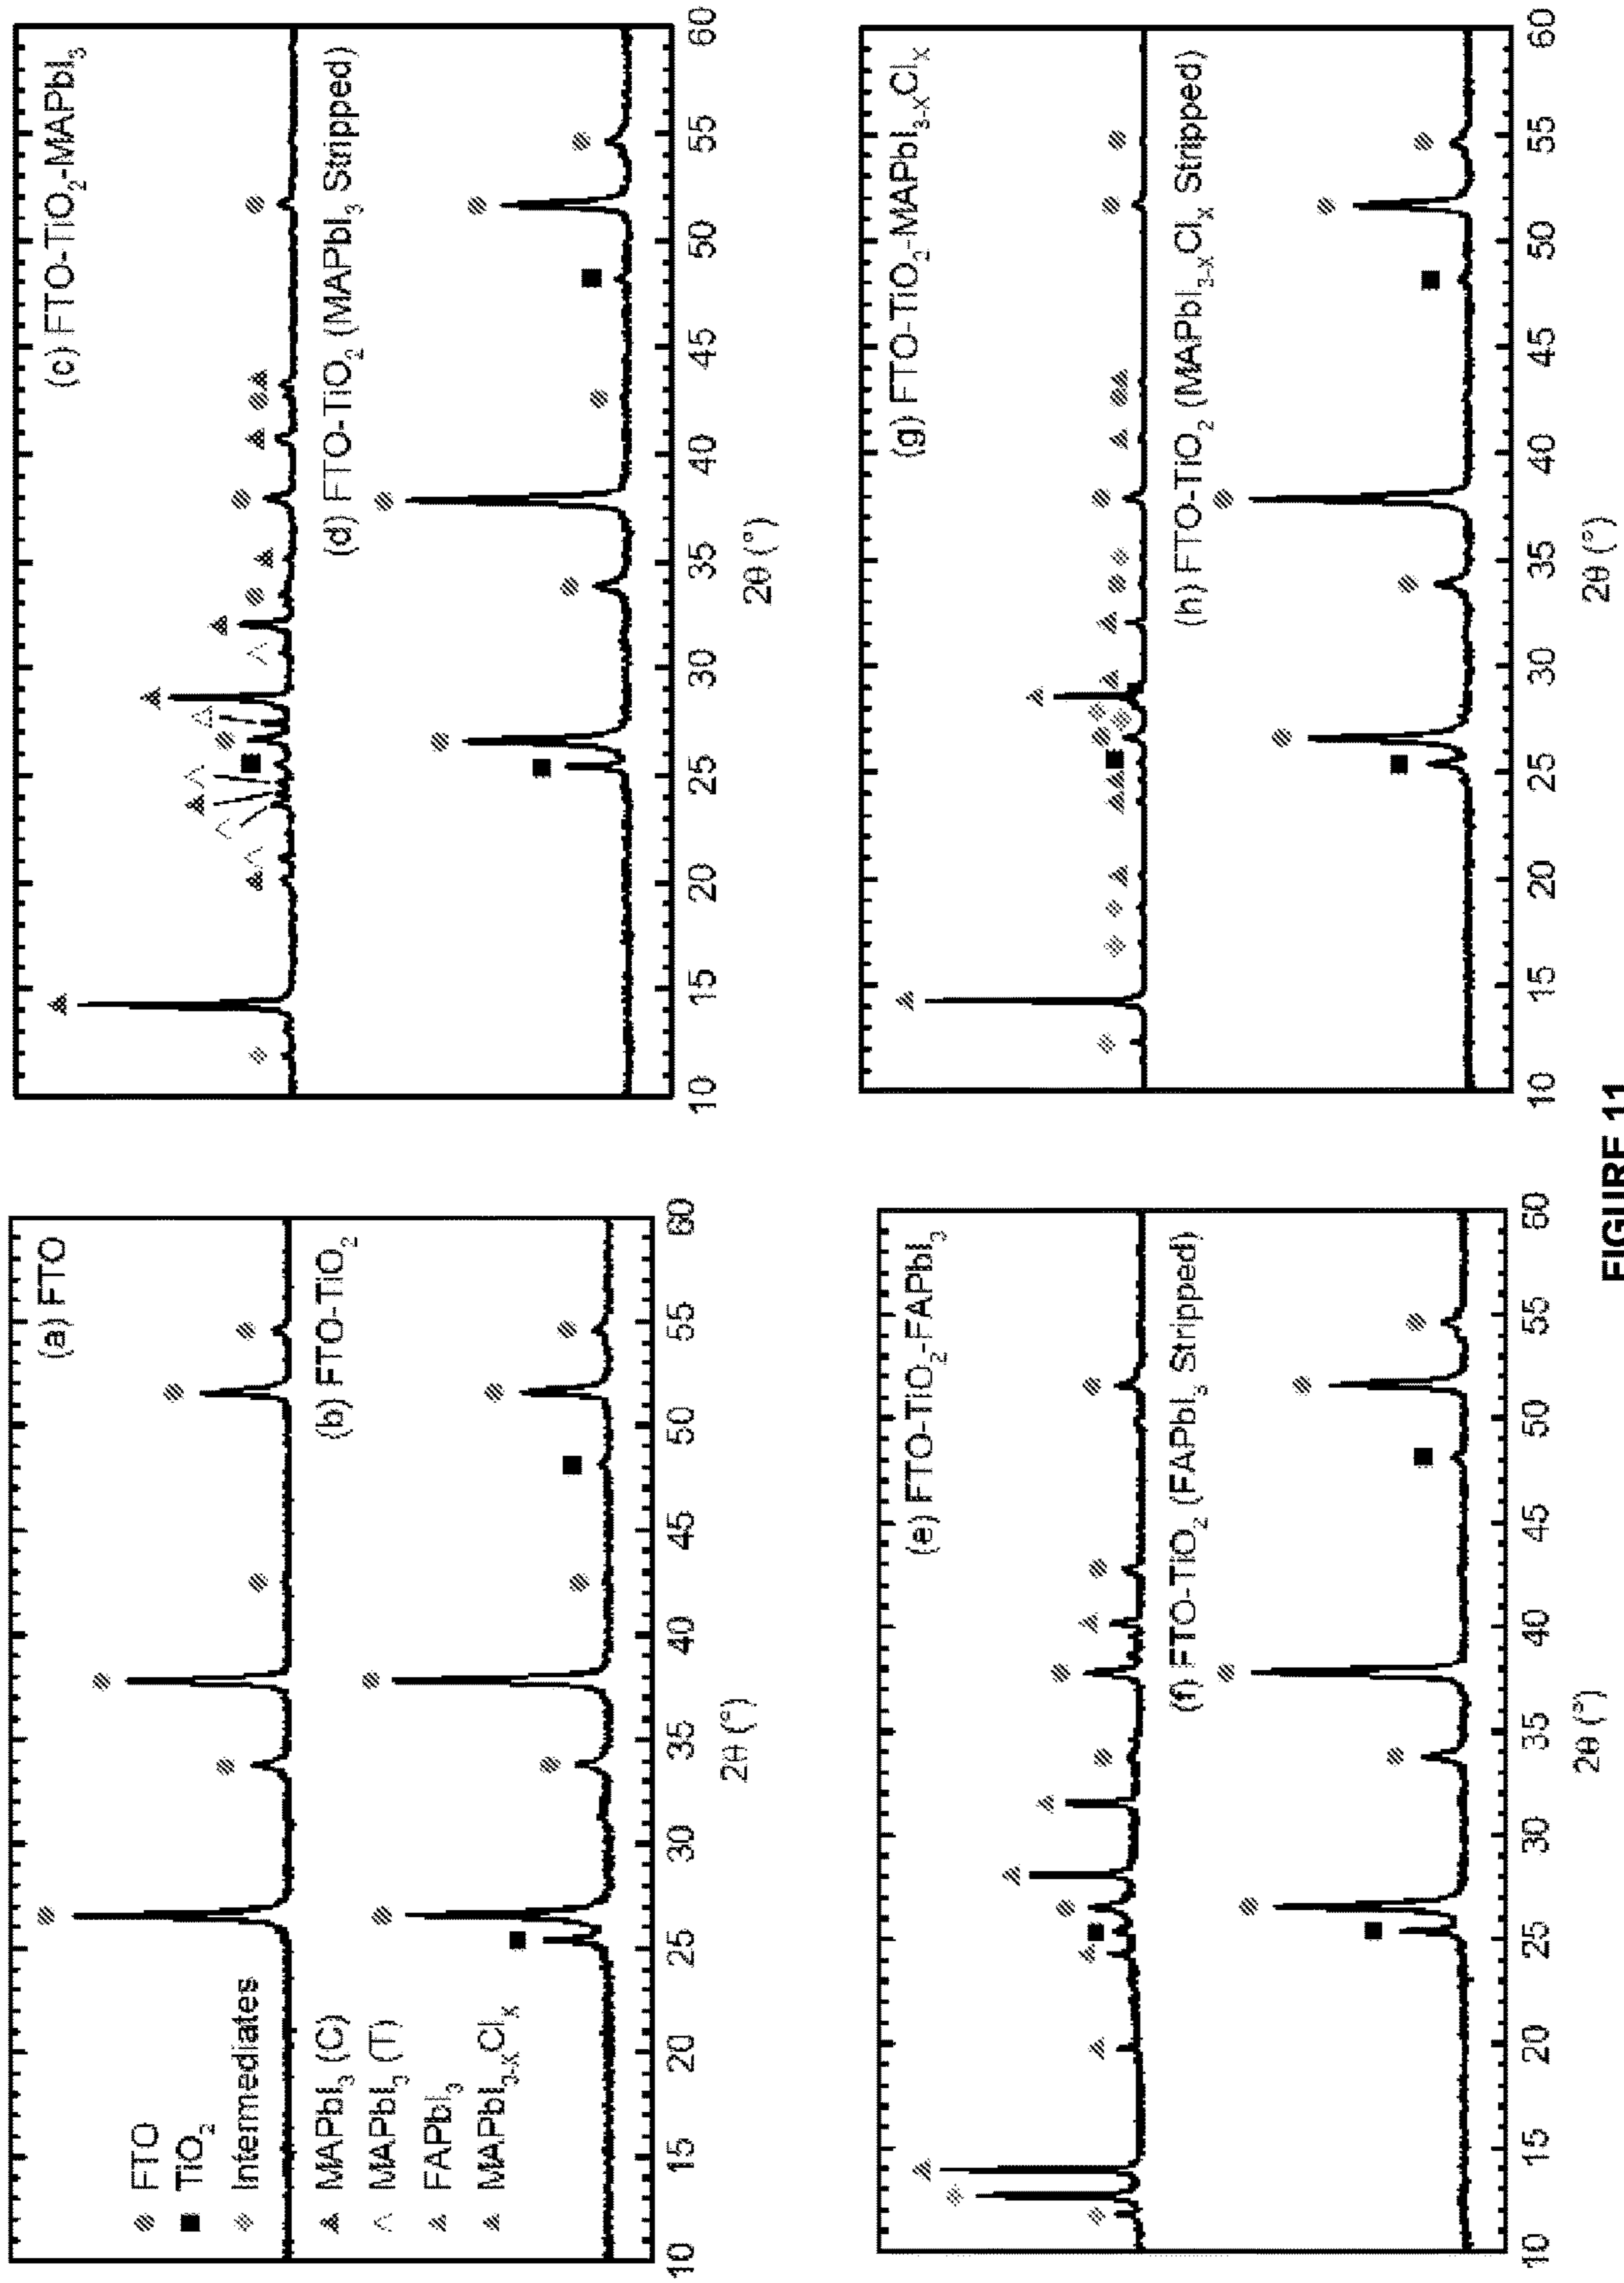 (a) FTO
FTO
TiO₂
Intermediates
MAPbI₃ (C)
MAPbI₃ (T)
FAPbI₃
MAPbI₃₋ₓClₓ
(b) FTO-TiO₂
10 15 20 25 30 35 40 45 50 55 60
2θ (°)
(c) FTO-TiO₂-MAPbI₃
(d) FTO-TiO₂ (MAPbI₃ Stripped)
10 15 20 25 30 35 40 45 50 55 60
2θ (°)
(e) FTO-TiO₂-FAPbI₃
(f) FTO-TiO₂ (FAPbI₃ Stripped)
10 15 20 25 30 35 40 45 50 55 60
2θ (°)
(g) FTO-TiO₂-MAPbI₃₋ₓClₓ
(h) FTO-TiO₂ (MAPbI₃₋ₓClₓ Stripped)
10 15 20 25 30 35 40 45 50 55 60
2θ (°)
FIGURE 11